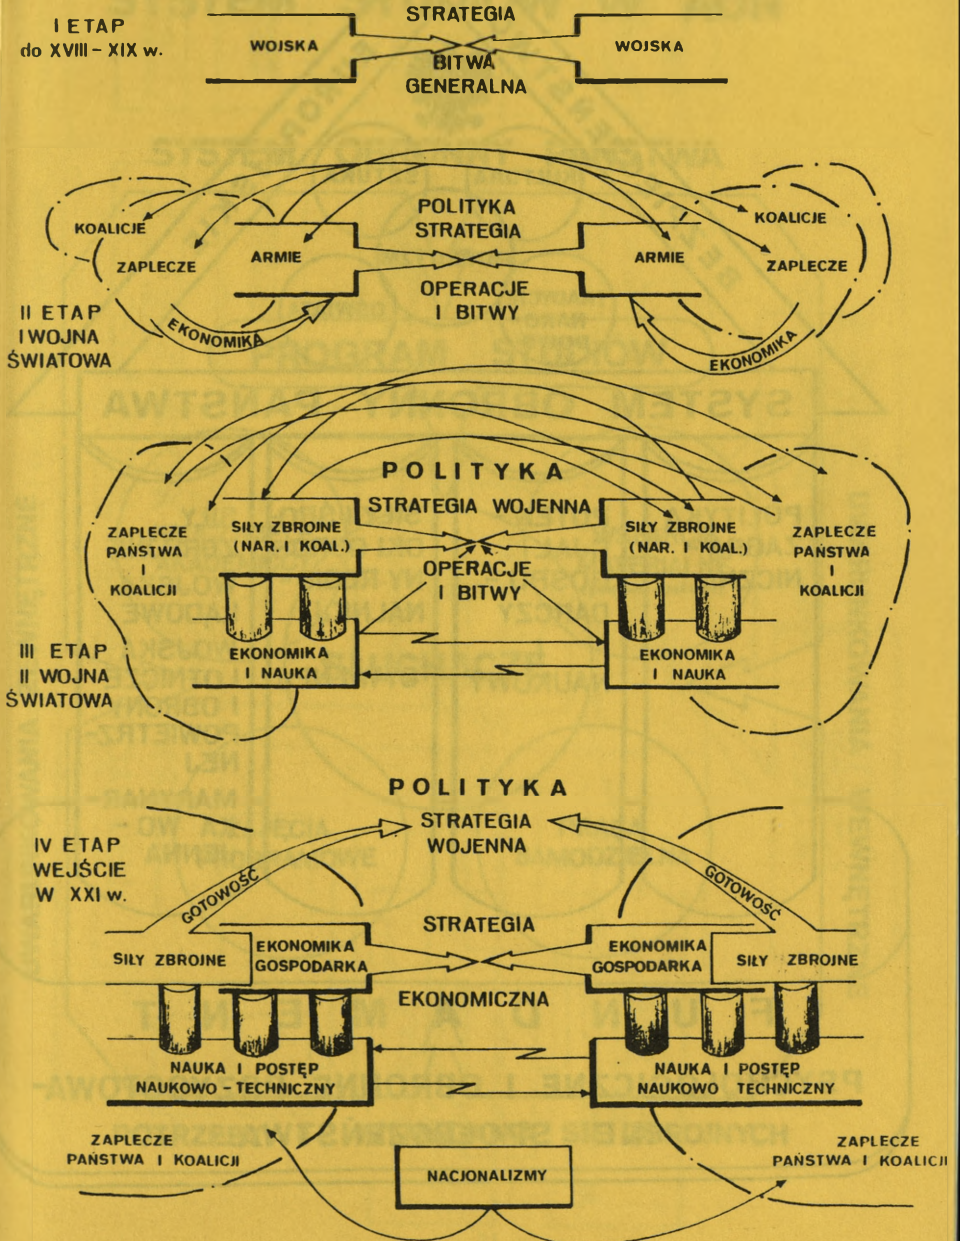 I ETAP
do XVIII – XIX w.
WOJSKA
STRATEGIA
BITWA
GENERALNA
WOJSKA
KOALICJE
ZAPLECZE
ARMIE
POLITYKA
STRATEGIA
OPERACJE
I BITWY
ARMIE
KOALICJE
ZAPLECZE
II ETAP
I WOJNA
ŚWIATOWA
EKONOMIKA
EKONOMIKA
SYSTEM OBRONNY PAŃSTWA
POLITYKA
STRATEGIA WOJENNA
ZAPLECZE
PAŃSTWA
I
KOALICJI
SIŁY ZBROJNE
(NAR. I KOAL.)
OPERACJE
I BITWY
SIŁY ZBROJNE
(NAR. I KOAL.)
ZAPLECZE
PAŃSTWA
I
KOALICJI
III ETAP
II WOJNA
ŚWIATOWA
EKONOMIKA
I NAUKA
EKONOMIKA
I NAUKA
POLITYKA
STRATEGIA
WOJENNA
IV ETAP
WEJŚCIE
W XXI w.
GOTOWOŚĆ
GOTOWOŚĆ
STRATEGIA
SIŁY ZBROJNE
EKONOMIKA
GOSPODARKA
EKONOMIKA
GOSPODARKA
SIŁY ZBROJNE
EKONOMICZNA
NAUKA I POSTĘP
NAUKOWO – TECHNICZNY
NAUKA I POSTĘP
NAUKOWO TECHNICZNY
ZAPLECZE
PAŃSTWA I KOALICJI
NACJONALIZMY
ZAPLECZE
PAŃSTWA I KOALICJI